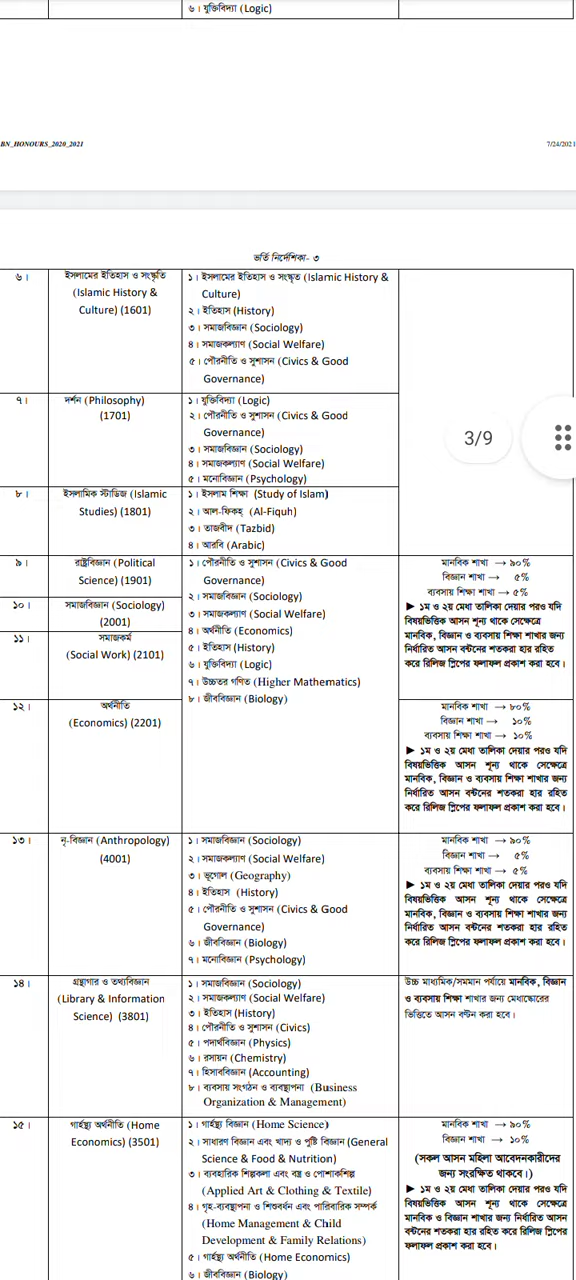 ৬। যুক্তিবিদ্যা (Logic)
BN_HONOURS_2020_2021
7/24/2021
ভর্তি নির্দেশিকা- ৩
৬।
ইসলামের ইতিহাস ও সংস্কৃতি
(Islamic History &
Culture) (1601)
১। ইসলামের ইতিহাস ও সংস্কৃত (Islamic History &
Culture)
২। ইতিহাস (History)
৩। সমাজবিজ্ঞান (Sociology)
৪। সমাজকল্যাণ (Social Welfare)
৫। পৌরনীতি ও সুশাসন (Civics & Good
Governance)
৭।
দর্শন (Philosophy)
(1701)
১। যুক্তিবিদ্যা (Logic)
২। পৌরনীতি ও সুশাসন (Civics & Good
Governance)
৩। সমাজবিজ্ঞান (Sociology)
৪। সমাজকল্যাণ (Social Welfare)
৫। মনোবিজ্ঞান (Psychology)
3/9
৮।
ইসলামিক স্টাডিজ (Islamic
Studies) (1801)
১। ইসলাম শিক্ষা (Study of Islam)
২। আল-ফিকহ্ (Al-Fiquh)
৩। তাজবীদ (Tazbid)
৪। আরবি (Arabic)
৯।
রাষ্ট্রবিজ্ঞান (Political
Science) (1901)
১০।
সমাজবিজ্ঞান (Sociology)
(2001)
১১।
সমাজকর্ম
(Social Work) (2101)
১২।
অর্থনীতি
(Economics) (2201)
১। পৌরনীতি ও সুশাসন (Civics & Good
Governance)
২। সমাজবিজ্ঞান (Sociology)
৩। সমাজকল্যাণ (Social Welfare)
৪। অর্থনীতি (Economics)
৫। ইতিহাস (History)
৬। যুক্তিবিদ্যা (Logic)
৭। উচ্চতর গণিত (Higher Mathematics)
৮। জীববিজ্ঞান (Biology)
মানবিক শাখা → ৯০%
বিজ্ঞান শাখা → ৫%
ব্যবসায় শিক্ষা শাখা → ৫%
► ১ম ও ২য় মেধা তালিকা দেয়ার পরও যদি
বিষয়ভিত্তিক আসন শূন্য থাকে সেক্ষেত্রে
মানবিক, বিজ্ঞান ও ব্যবসায় শিক্ষা শাখার জন্য
নির্ধারিত আসন বন্টনের শতকরা হার রহিত
করে রিলিজ স্লিপের ফলাফল প্রকাশ করা হবে।
মানবিক শাখা → ৮০%
বিজ্ঞান শাখা → ১০%
ব্যবসায় শিক্ষা শাখা → ১০%
► ১ম ও ২য় মেধা তালিকা দেয়ার পরও যদি
বিষয়ভিত্তিক আসন শূন্য থাকে সেক্ষেত্রে
মানবিক, বিজ্ঞান ও ব্যবসায় শিক্ষা শাখার জন্য
নির্ধারিত আসন বন্টনের শতকরা হার রহিত
করে রিলিজ স্লিপের ফলাফল প্রকাশ করা হবে।
১৩।
নৃ-বিজ্ঞান (Anthropology)
(4001)
১। সমাজবিজ্ঞান (Sociology)
২। সমাজকল্যাণ (Social Welfare)
৩। ভূগোল (Geography)
৪। ইতিহাস (History)
৫। পৌরনীতি ও সুশাসন (Civics & Good
Governance)
৬। জীববিজ্ঞান (Biology)
৭। মনোবিজ্ঞান (Psychology)
মানবিক শাখা → ৯০%
বিজ্ঞান শাখা → ৫%
ব্যবসায় শিক্ষা শাখা → ৫%
► ১ম ও ২য় মেধা তালিকা দেয়ার পরও যদি
বিষয়ভিত্তিক আসন শূন্য থাকে সেক্ষেত্রে
মানবিক, বিজ্ঞান ও ব্যবসায় শিক্ষা শাখার জন্য
নির্ধারিত আসন বন্টনের শতকরা হার রহিত
করে রিলিজ স্লিপের ফলাফল প্রকাশ করা হবে।
১৪।
গ্রন্থাগার ও তথ্যবিজ্ঞান
(Library & Information
Science) (3801)
১। সমাজবিজ্ঞান (Sociology)
২। সমাজকল্যাণ (Social Welfare)
৩। ইতিহাস (History)
৪। পৌরনীতি ও সুশাসন (Civics)
৫। পদার্থবিজ্ঞান (Physics)
৬। রসায়ন (Chemistry)
৭। হিসাববিজ্ঞান (Accounting)
৮। ব্যবসায় সংগঠন ও ব্যবস্থাপনা (Business
Organization & Management)
উচ্চ মাধ্যমিক/সমমান পর্যায়ে মানবিক, বিজ্ঞান
ও ব্যবসায় শিক্ষা শাখার জন্য মেধাস্কোরের
ভিত্তিতে আসন বণ্টন করা হবে।
১৫।
গার্হস্থ্য অর্থনীতি (Home
Economics) (3501)
১। গার্হস্থ্য বিজ্ঞান (Home Science)
২। সাধারণ বিজ্ঞান এবং খাদ্য ও পুষ্টি বিজ্ঞান (General
Science & Food & Nutrition)
৩। ব্যবহারিক শিল্পকলা এবং বস্ত্র ও পোশাকশিল্প
(Applied Art & Clothing & Textile)
৪। গৃহ-ব্যবস্থাপনা ও শিশুবর্ধন এবং পারিবারিক সম্পর্ক
(Home Management & Child
Development & Family Relations)
৫। গার্হস্থ্য অর্থনীতি (Home Economics)
৬। জীববিজ্ঞান (Biology)
মানবিক শাখা → ৯০%
বিজ্ঞান শাখা → ১০%
(সকল আসন মহিলা আবেদনকারীদের
জন্য সংরক্ষিত থাকবে।)
► ১ম ও ২য় মেধা তালিকা দেয়ার পরও যদি
বিষয়ভিত্তিক আসন শূন্য থাকে সেক্ষেত্রে
মানবিক ও বিজ্ঞান শাখার জন্য নির্ধারিত আসন
বণ্টনের শতকরা হার রহিত করে রিলিজ স্লিপের
ফলাফল প্রকাশ করা হবে।